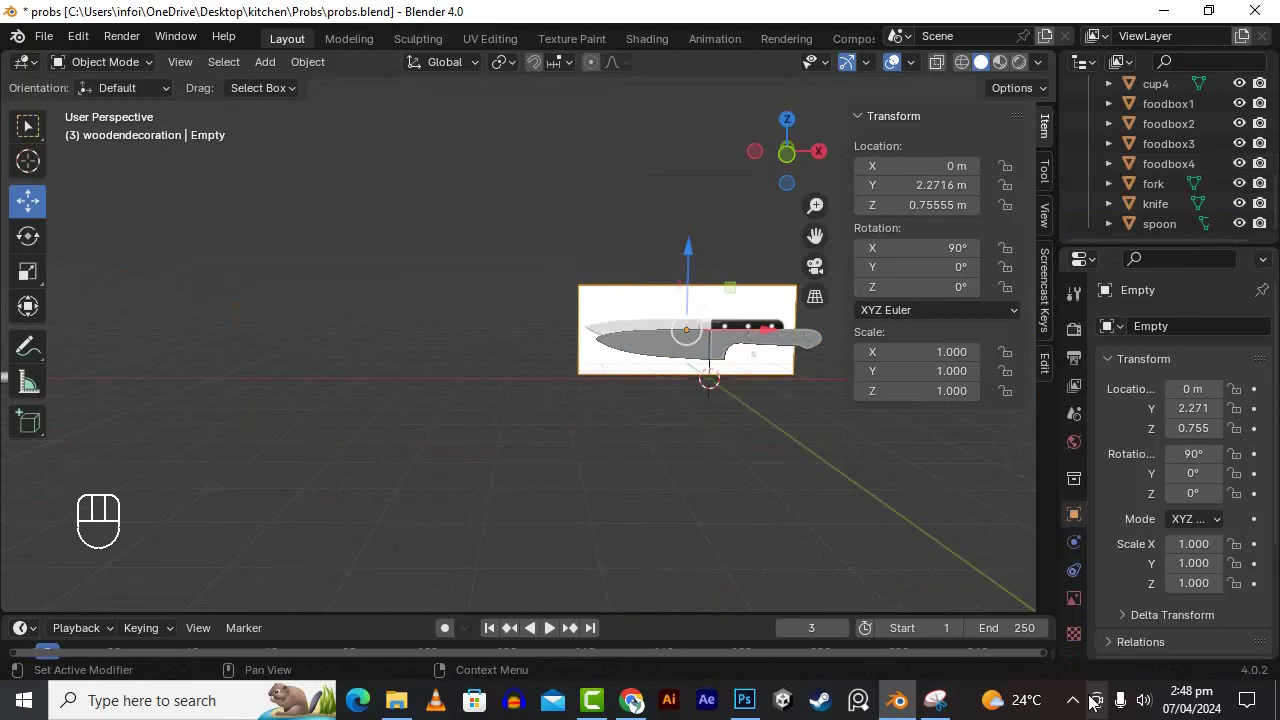 * probs [C:\Users\infoi\OneDrive\Desktop\kitchen\Probs\probs.blend] - Blender 4.0
File Edit Render Window Help Layout Modeling Sculpting UV Editing Texture Paint Shading Animation Rendering Compos Scene ViewLayer
Object Mode View Select Add Object Global
Orientation: Default Drag: Select Box Options
User Perspective
(3) woodendecoration | Empty
Z
X
Transform
Location:
X 0 m
Y 2.2716 m
Z 0.75555 m
Rotation:
X 90°
Y 0°
Z 0°
XYZ Euler
Scale:
X 1.000
Y 1.000
Z 1.000
Item
Tool
View
Screencast Keys
Edit
cup4
foodbox1
foodbox2
foodbox3
foodbox4
fork
knife
spoon
Empty
Empty
Transform
Locatio... 0 m
Y 2.271
Z 0.755
Rotatio... 90°
Y 0°
Z 0°
Mode XYZ ...
Scale X 1.000
Y 1.000
Z 1.000
Delta Transform
Relations
Playback Keying View Marker 3 Start 1 End 250
Set Active Modifier Pan View Context Menu 4.0.2
Type here to search Ai Ae Ps 24°C 2:48 pm
07/04/2024